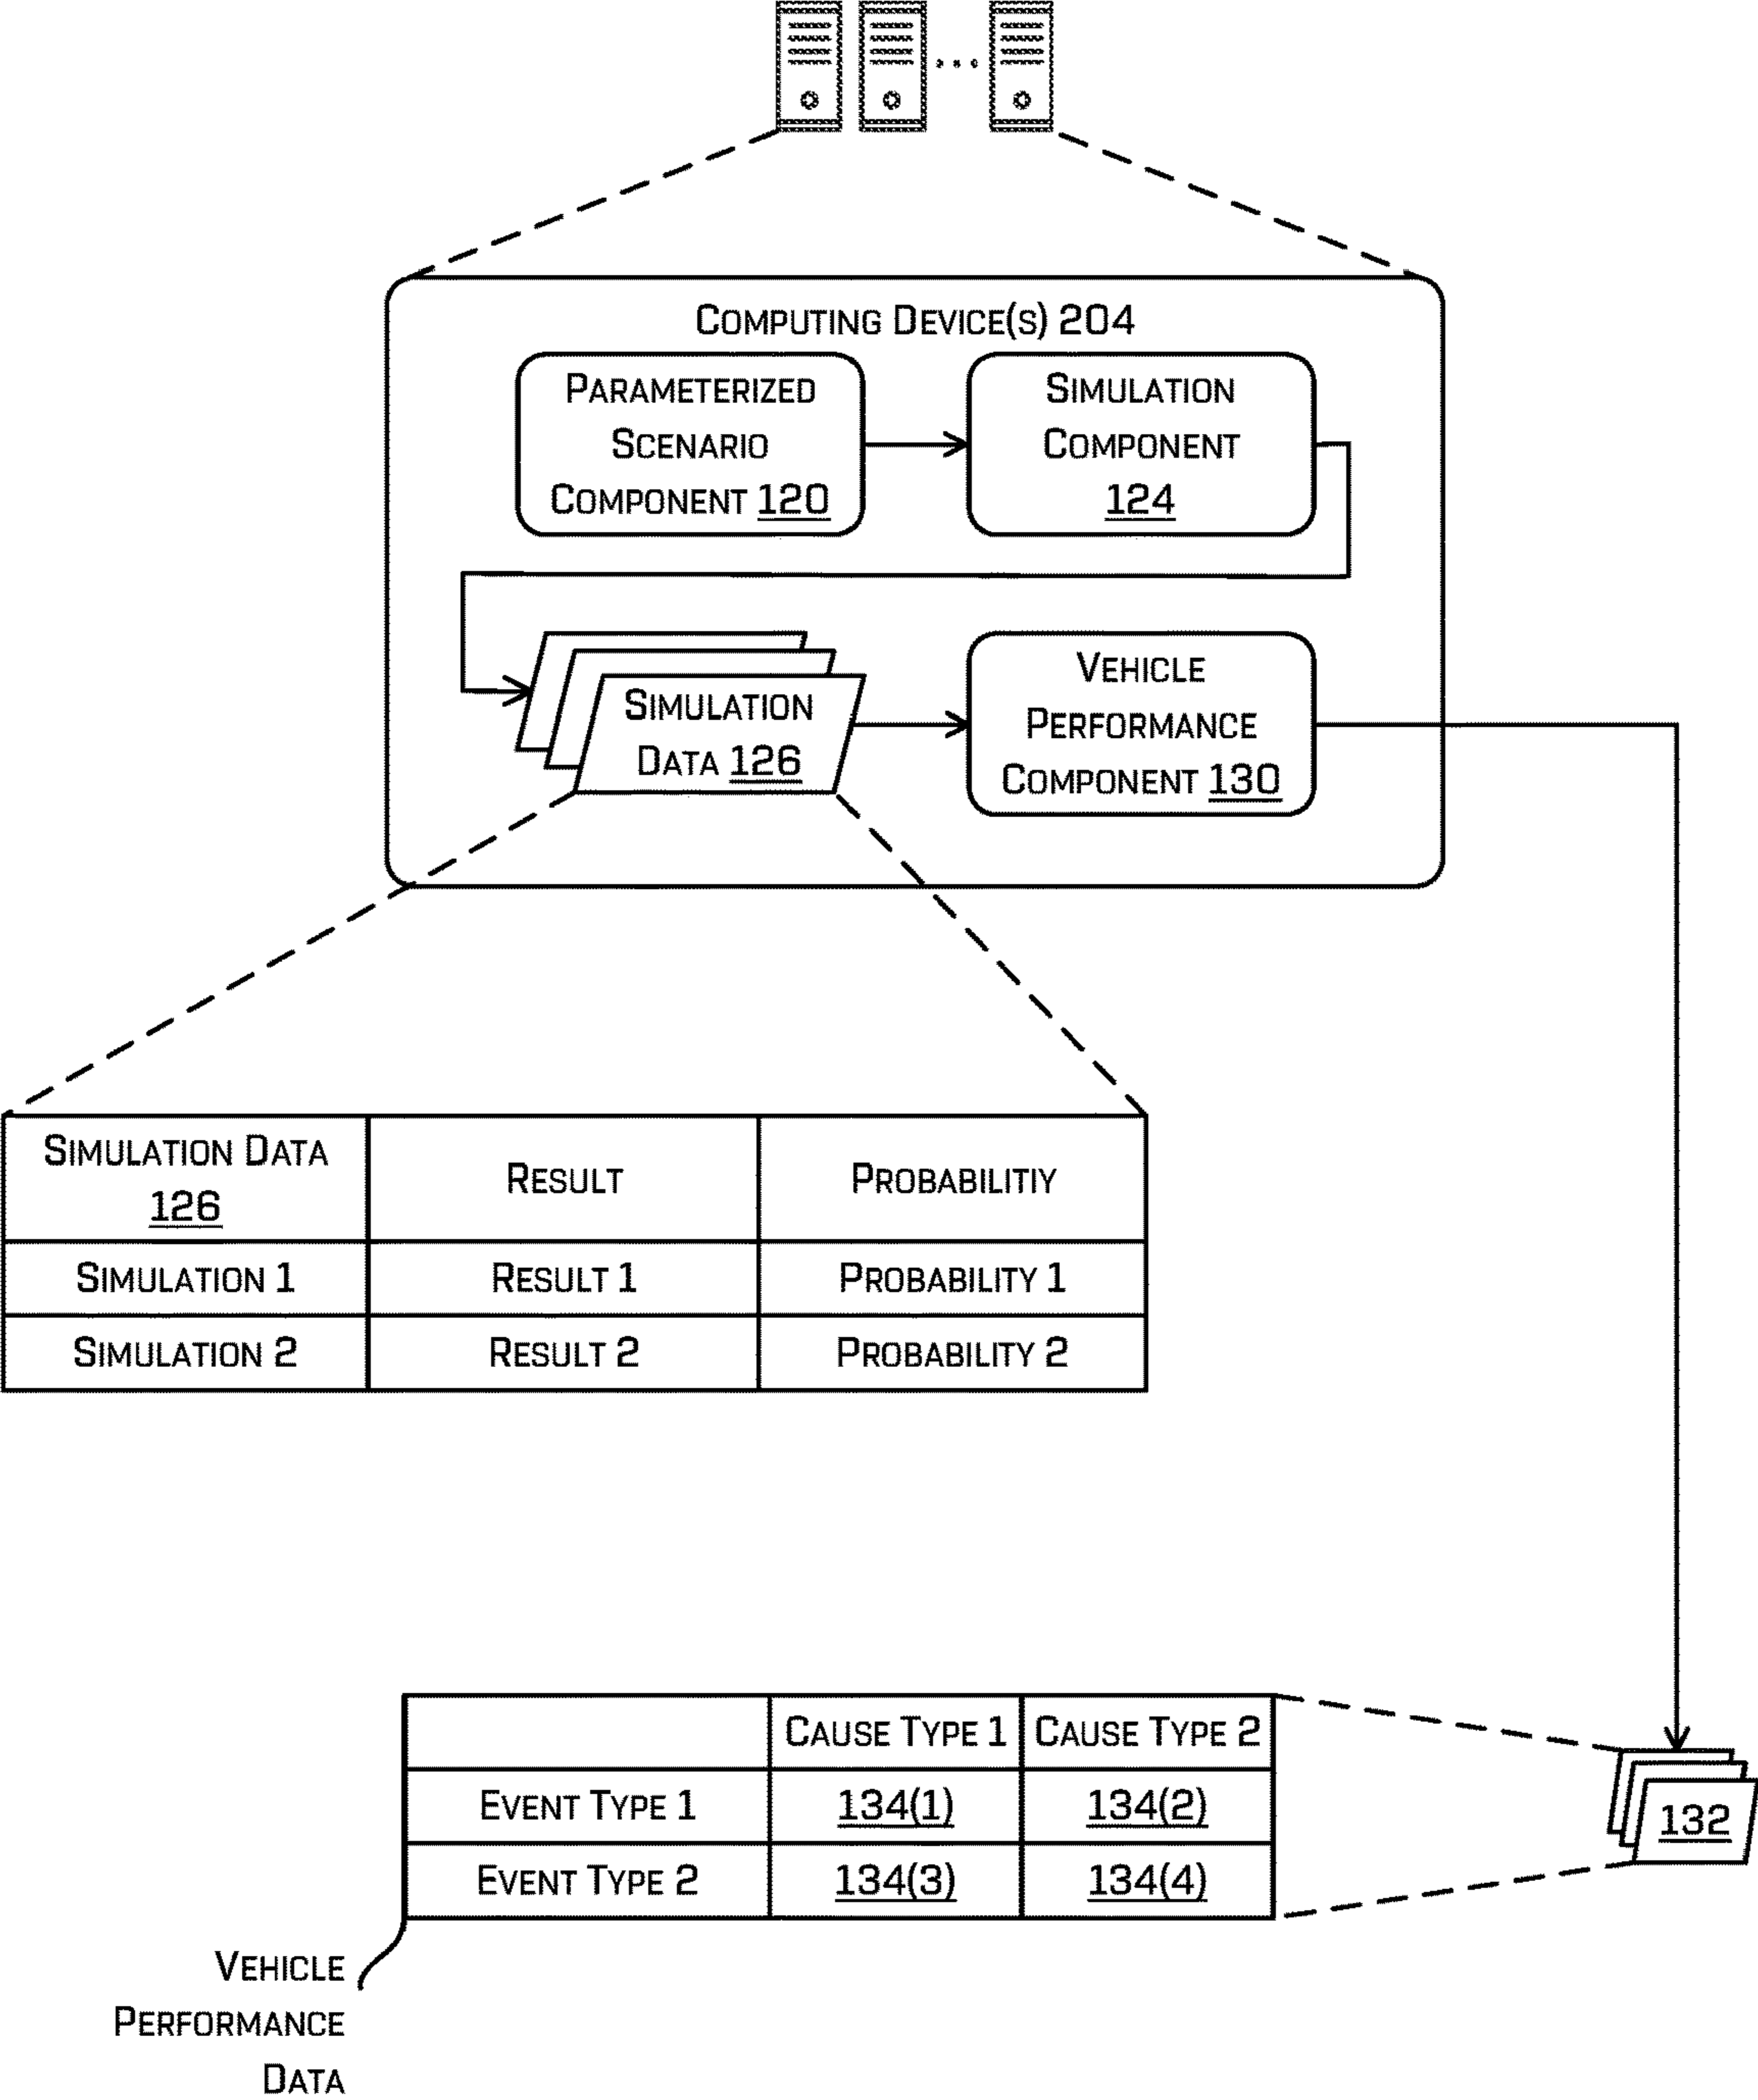 COMPUTING DEVICE(S) 204
PARAMETERIZED
SCENARIO
COMPONENT 120
SIMULATION
COMPONENT
124
SIMULATION
DATA 126
VEHICLE
PERFORMANCE
COMPONENT 130
SIMULATION DATA
126
RESULT
PROBABILITIY
SIMULATION 1
RESULT 1
PROBABILITY 1
SIMULATION 2
RESULT 2
PROBABILITY 2
CAUSE TYPE 1
CAUSE TYPE 2
EVENT TYPE 1
134(1)
134(2)
EVENT TYPE 2
134(3)
134(4)
132
VEHICLE
PERFORMANCE
DATA